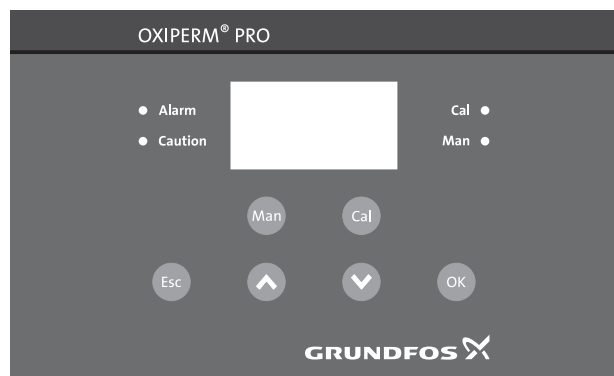 OXIPERM® PRO
Alarm
Cal
Caution
Man
Man
Cal
Esc
OK
GRUNDFOS